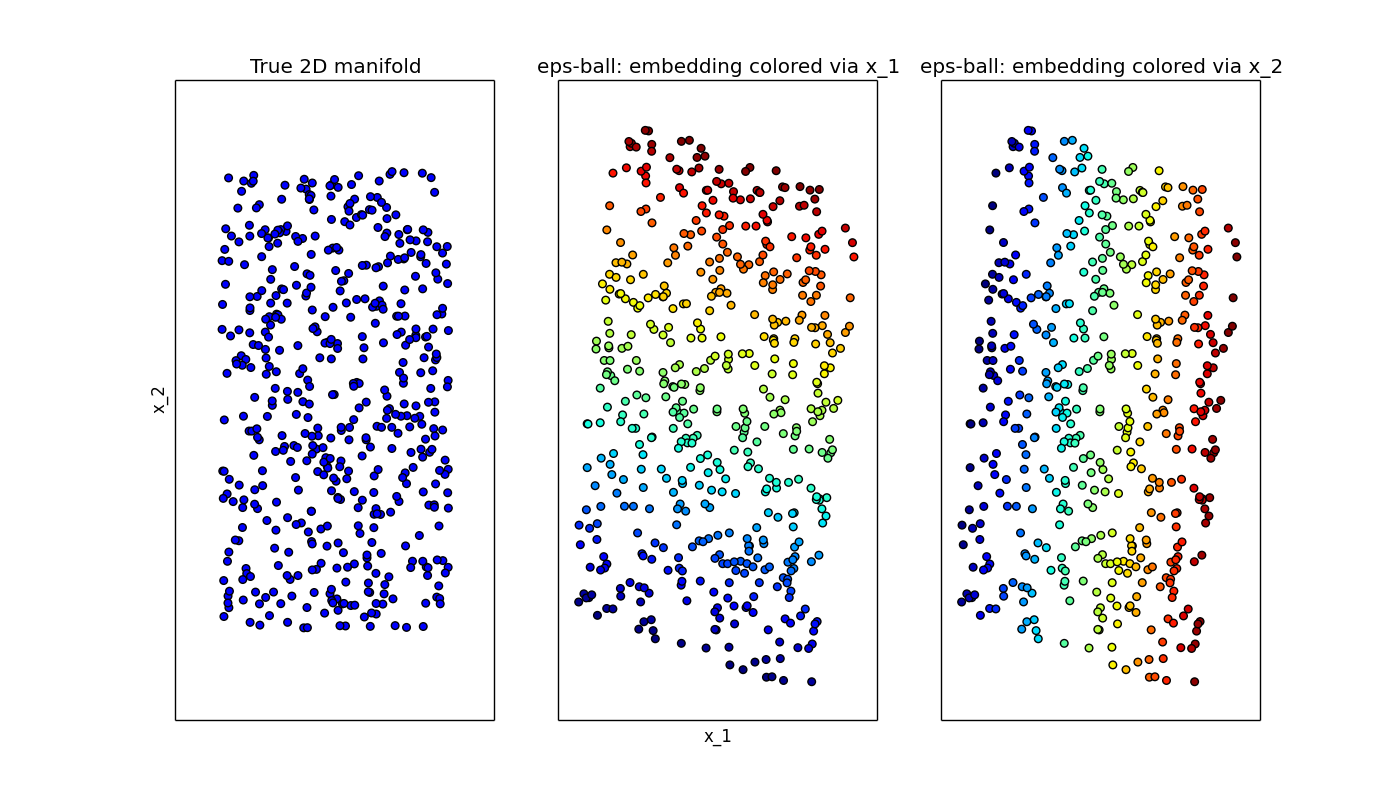 True 2D manifold
eps-ball: embedding colored via x_1
eps-ball: embedding colored via x_2
x_2
x_1